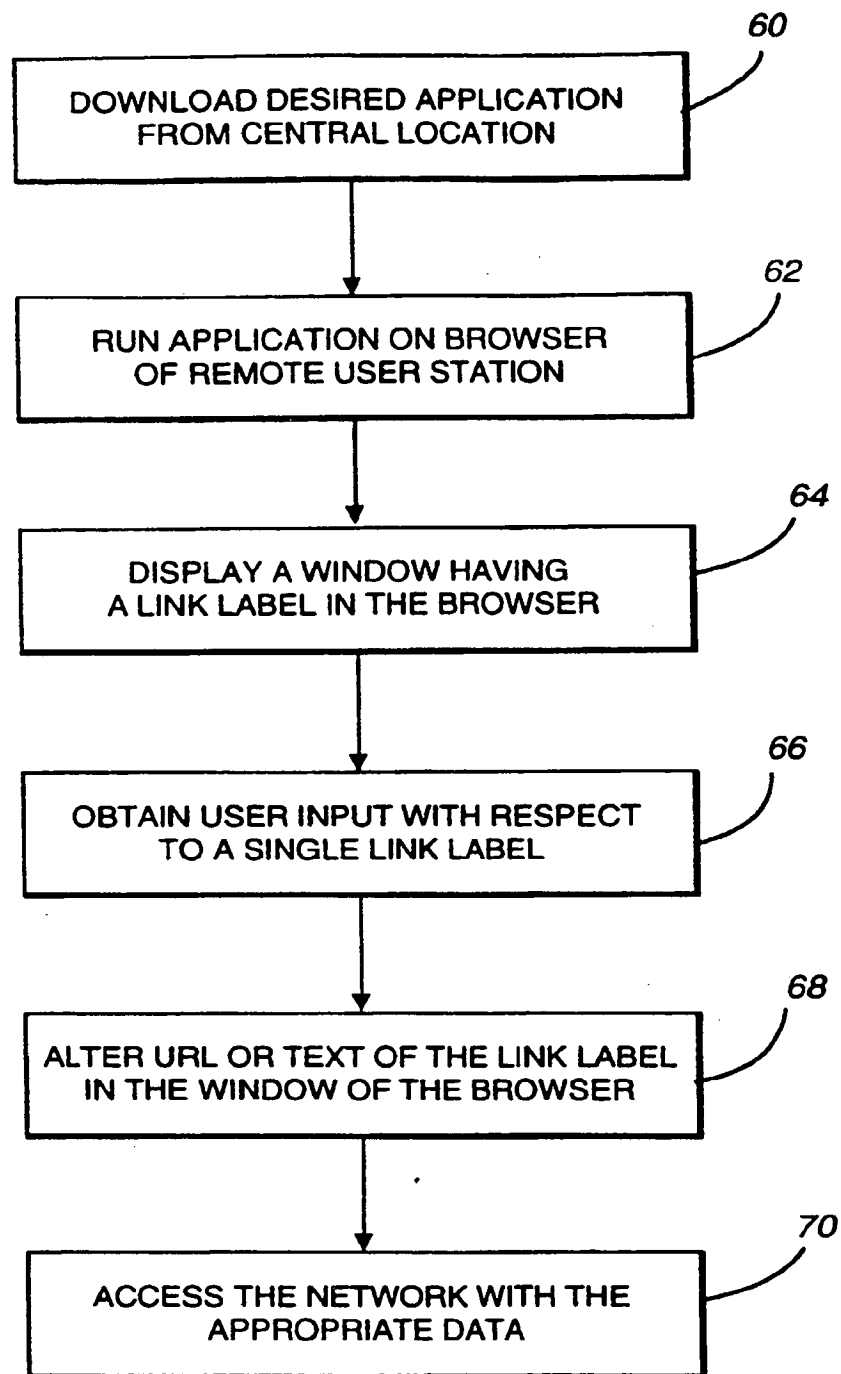 60
DOWNLOAD DESIRED APPLICATION
FROM CENTRAL LOCATION
62
RUN APPLICATION ON BROWSER
OF REMOTE USER STATION
64
DISPLAY A WINDOW HAVING
A LINK LABEL IN THE BROWSER
66
OBTAIN USER INPUT WITH RESPECT
TO A SINGLE LINK LABEL
68
ALTER URL OR TEXT OF THE LINK LABEL
IN THE WINDOW OF THE BROWSER
70
ACCESS THE NETWORK WITH THE
APPROPRIATE DATA